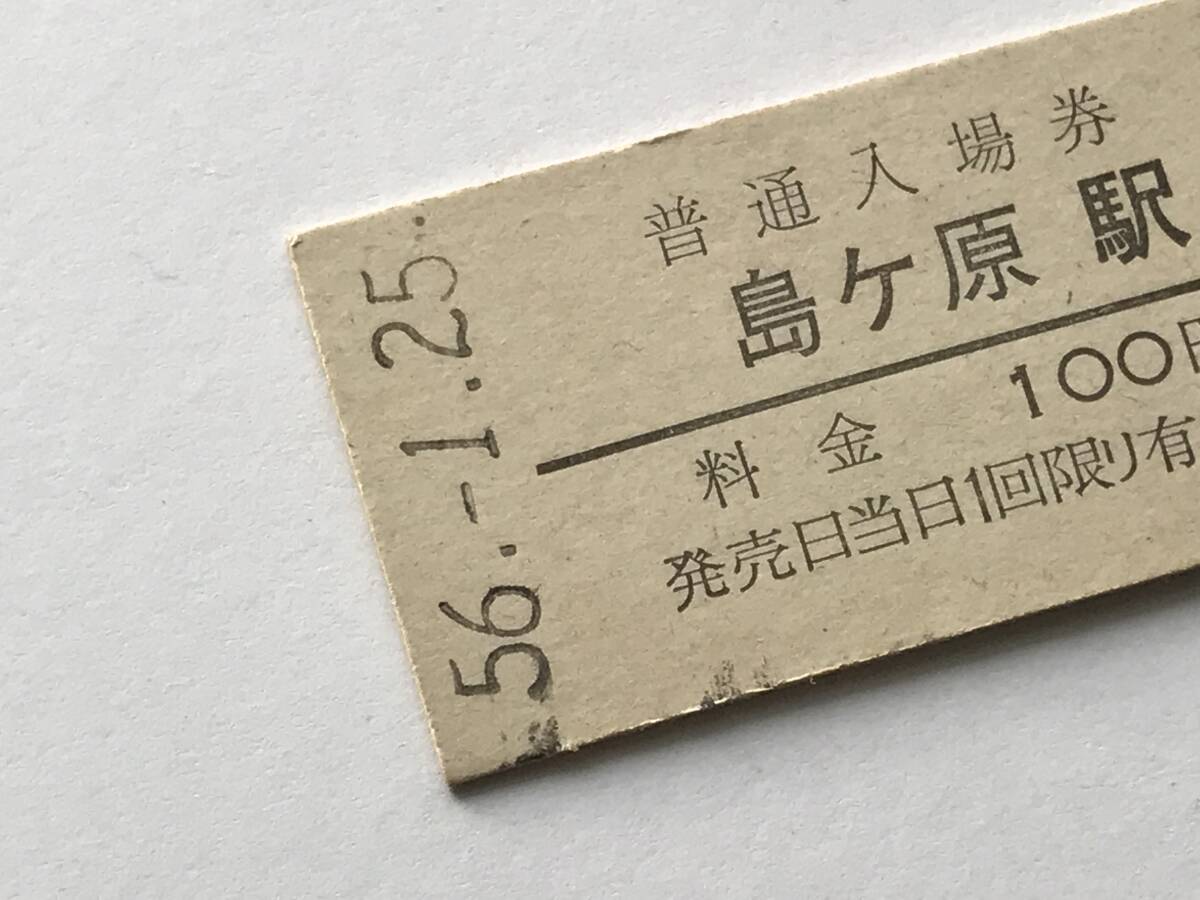 普通入場券
島ケ原駅
料金 100円
発売日当日1回限り有
56.-1.25.